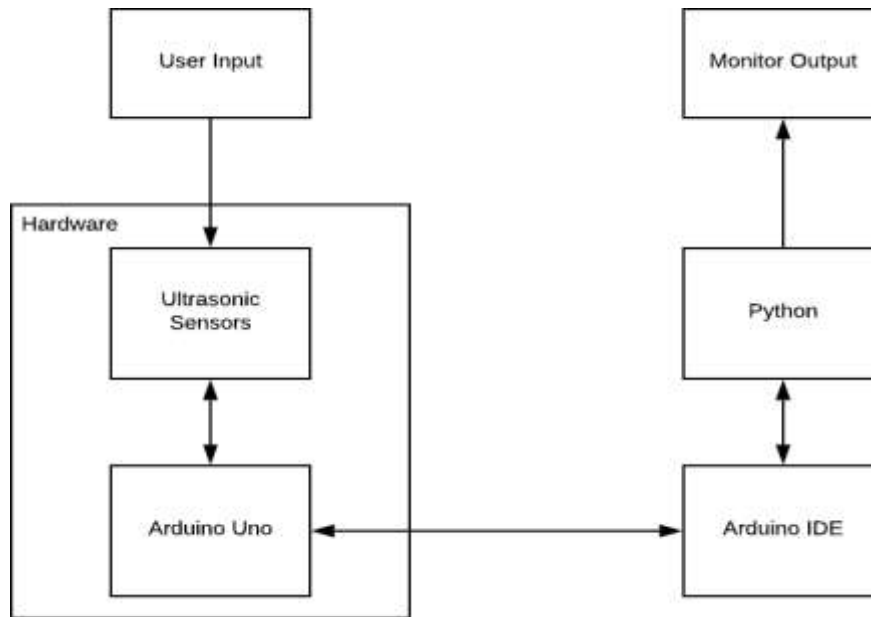 User Input
Monitor Output
Hardware
Ultrasonic
Sensors
Python
Arduino Uno
Arduino IDE